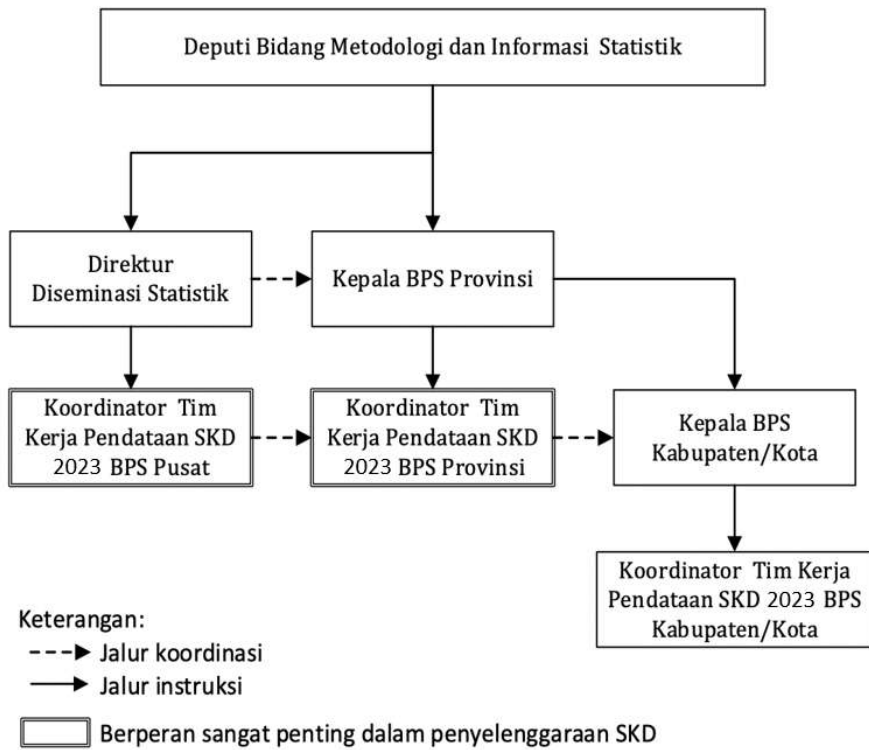 Deputi Bidang Metodologi dan Informasi Statistik
Direktur
Diseminasi Statistik
Kepala BPS Provinsi
Koordinator Tim
Kerja Pendataan SKD
2023 BPS Pusat
Koordinator Tim
Kerja Pendataan SKD
2023 BPS Provinsi
Kepala BPS
Kabupaten/Kota
Koordinator Tim Kerja
Pendataan SKD 2023 BPS
Kabupaten/Kota
Keterangan:
Jalur koordinasi
Jalur instruksi
Berperan sangat penting dalam penyelenggaraan SKD